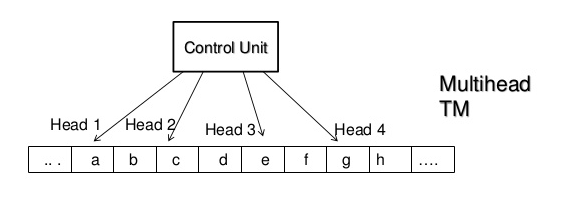 Control Unit
Multihead
TM
Head 1 Head 2 Head 3 Head 4
.. . a b c d e f g h ....